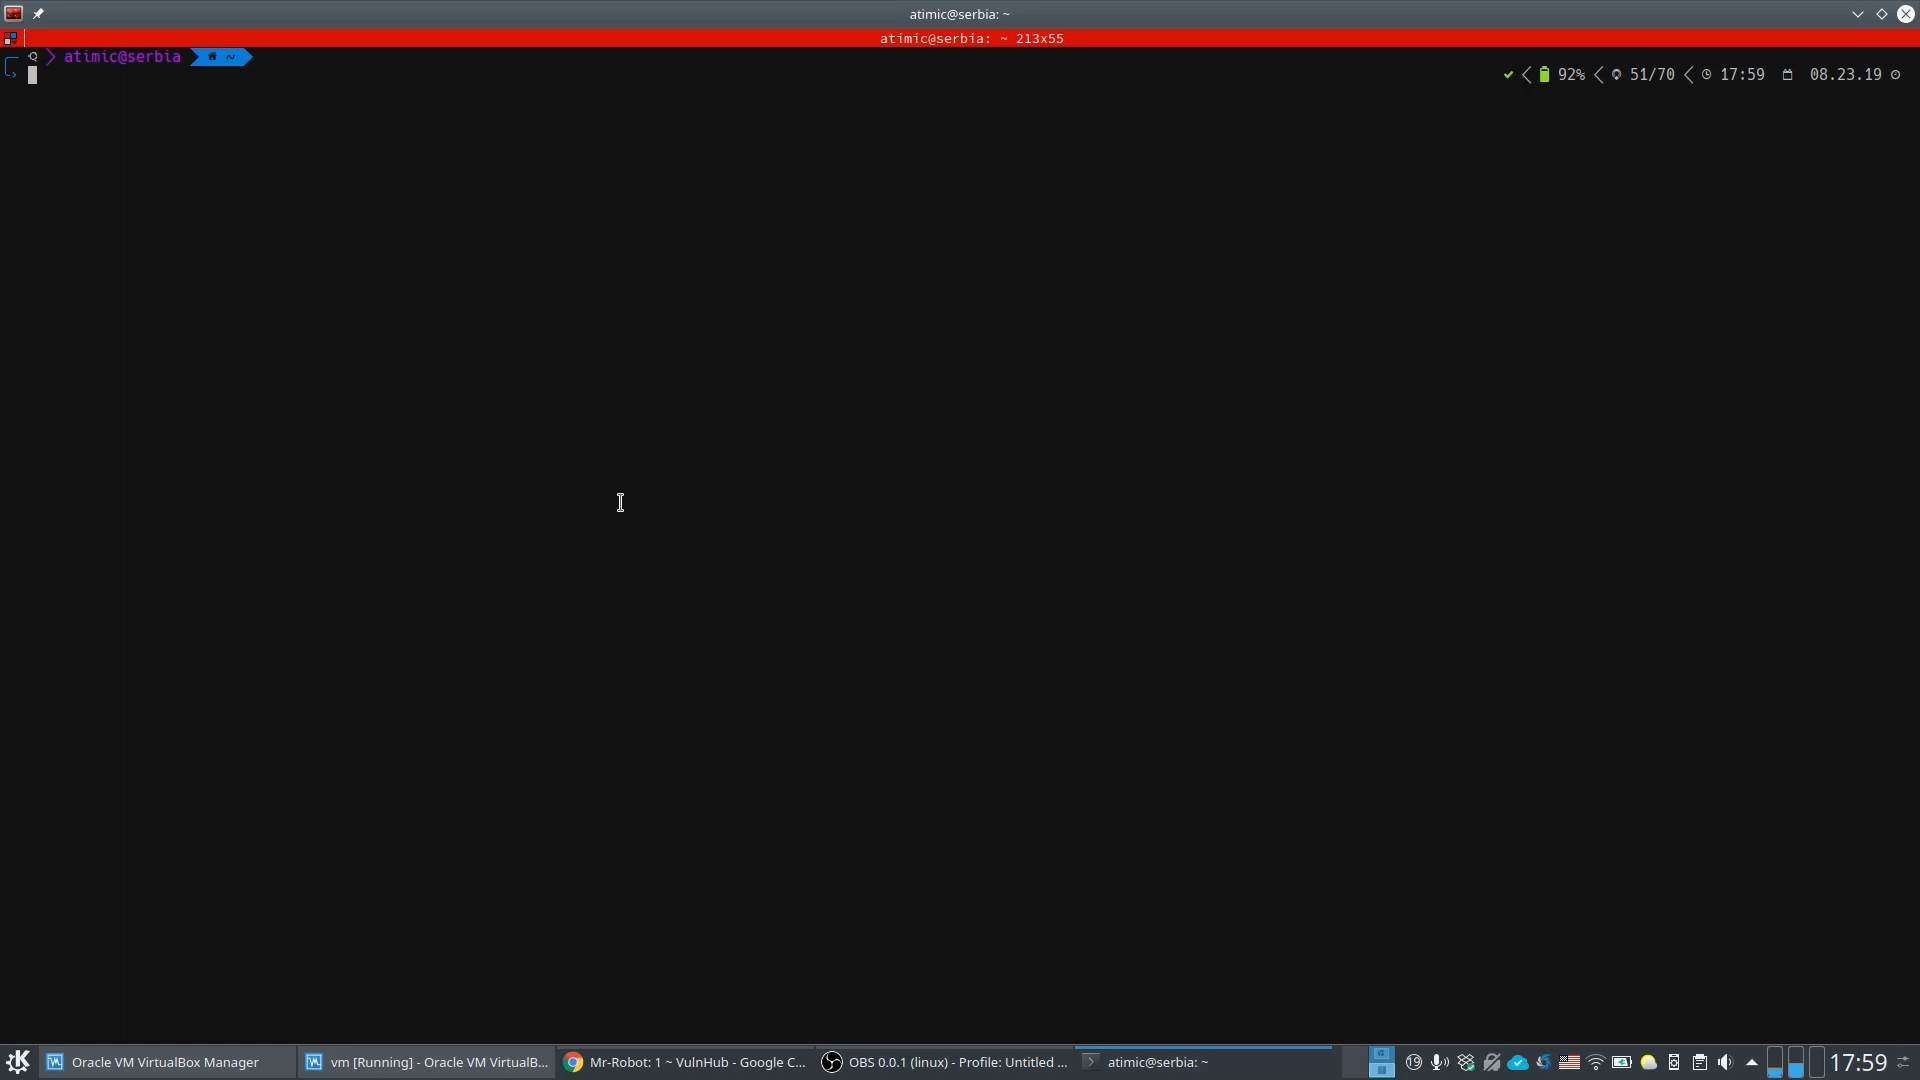 atimic@serbia: ~
atimic@serbia: ~ 213x55
atimic@serbia ~
92% 51/70 17:59 08.23.19
Oracle VM VirtualBox Manager
vm [Running] - Oracle VM VirtualB...
Mr-Robot: 1 ~ VulnHub - Google C...
OBS 0.0.1 (linux) - Profile: Untitled ...
atimic@serbia: ~
19
17:59